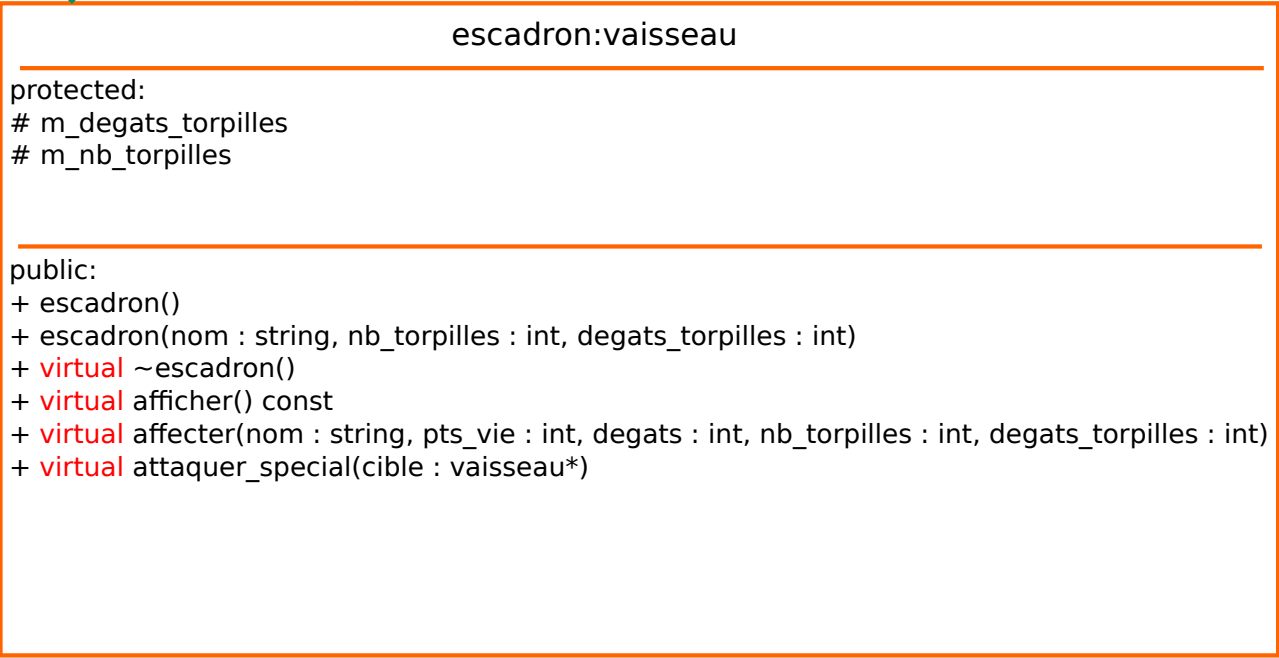 escadron:vaisseau
protected:
# m_degats_torpilles
# m_nb_torpilles
public:
+ escadron()
+ escadron(nom : string, nb_torpilles : int, degats_torpilles : int)
+ virtual ~escadron()
+ virtual afficher() const
+ virtual affecter(nom : string, pts_vie : int, degats : int, nb_torpilles : int, degats_torpilles : int)
+ virtual attaquer_special(cible : vaisseau*)